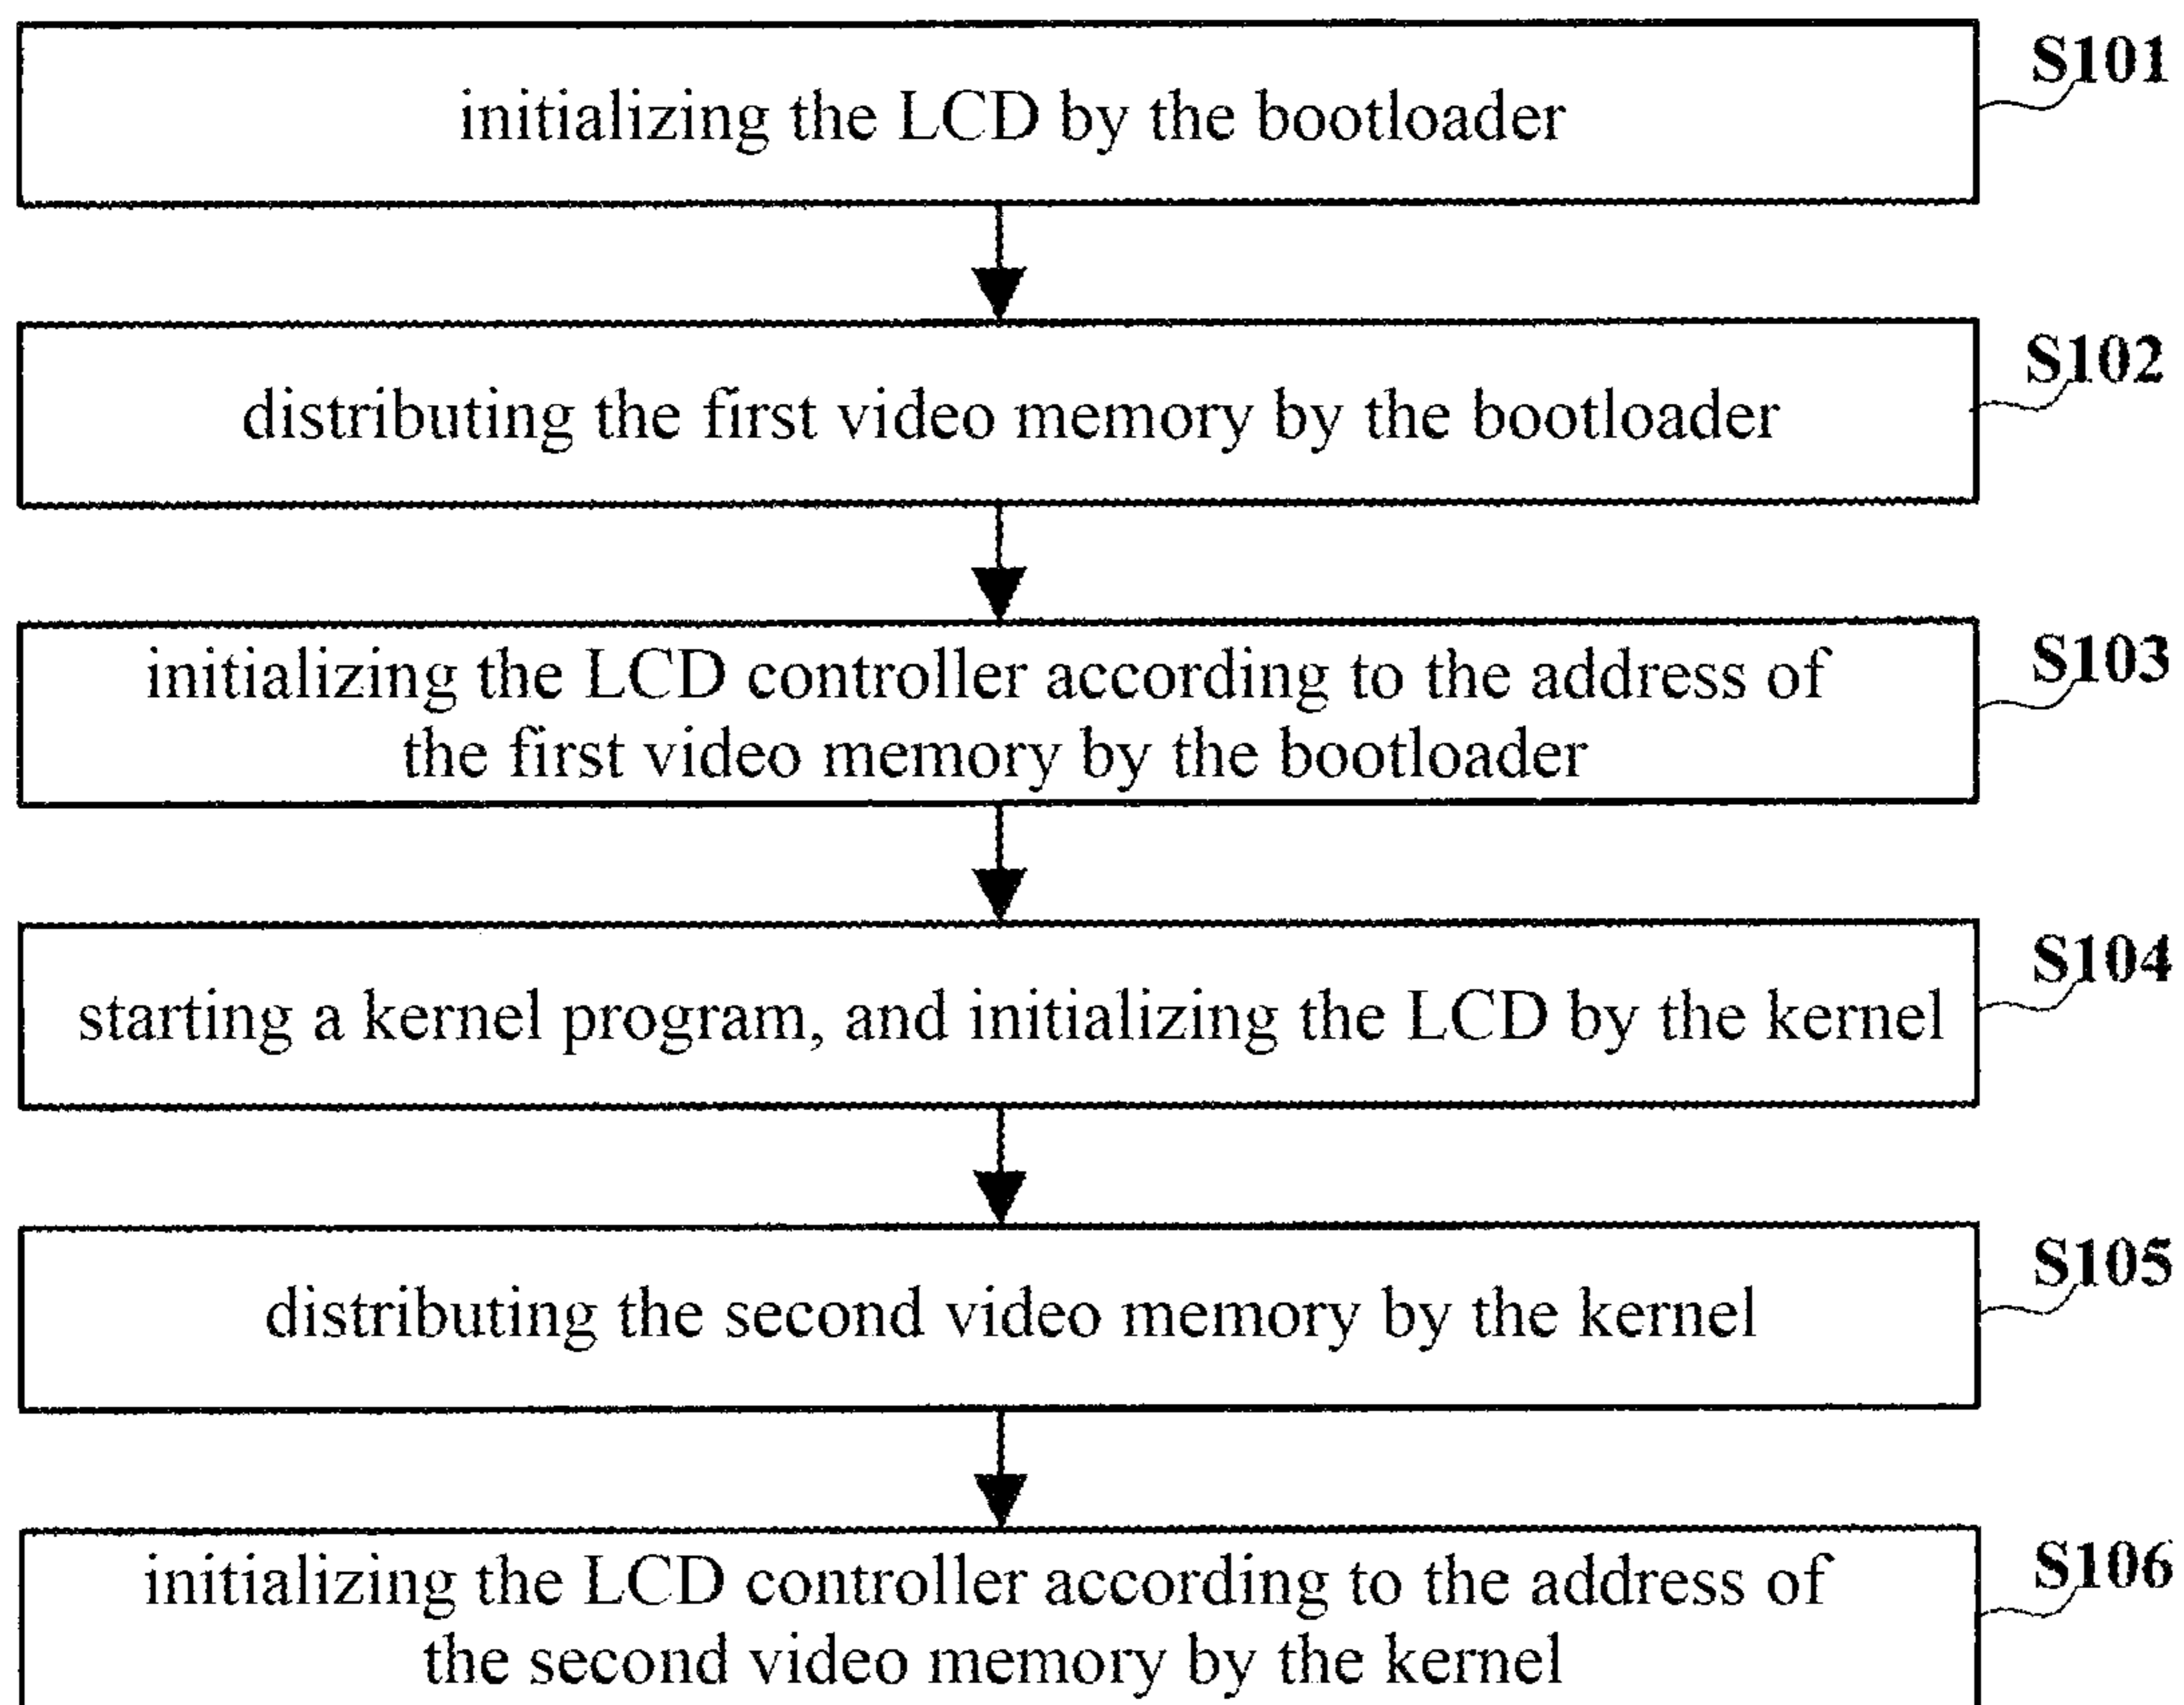 initializing the LCD by the bootloader
S101
distributing the first video memory by the bootloader
S102
initializing the LCD controller according to the address of
the first video memory by the bootloader
S103
starting a kernel program, and initializing the LCD by the kernel
S104
distributing the second video memory by the kernel
S105
initializing the LCD controller according to the address of
the second video memory by the kernel
S106